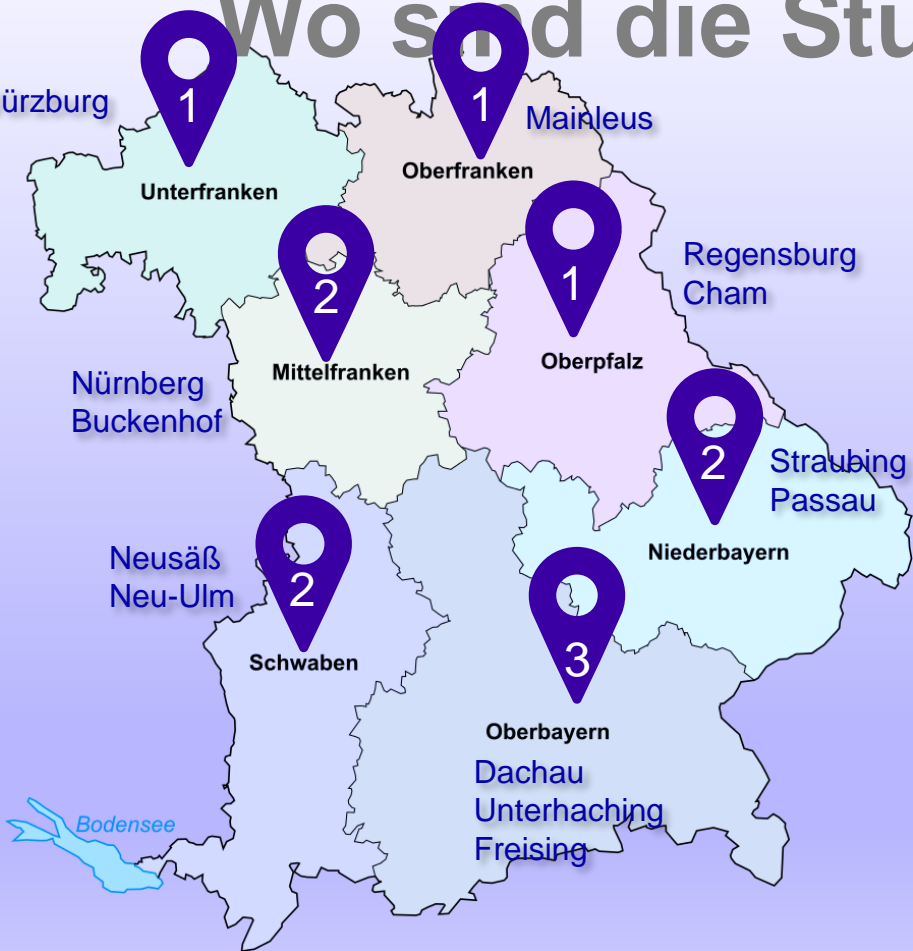 Wo sind die Stu
ürzburg
1
1
Mainleus
Unterfranken
Oberfranken
2
1
Regensburg
Cham
Mittelfranken
Oberpfalz
Nürnberg
Buckenhof
2
Straubing
Passau
Neusäß
Neu-Ulm
2
Niederbayern
3
Schwaben
Oberbayern
Dachau
Unterhaching
Freising
Bodensee